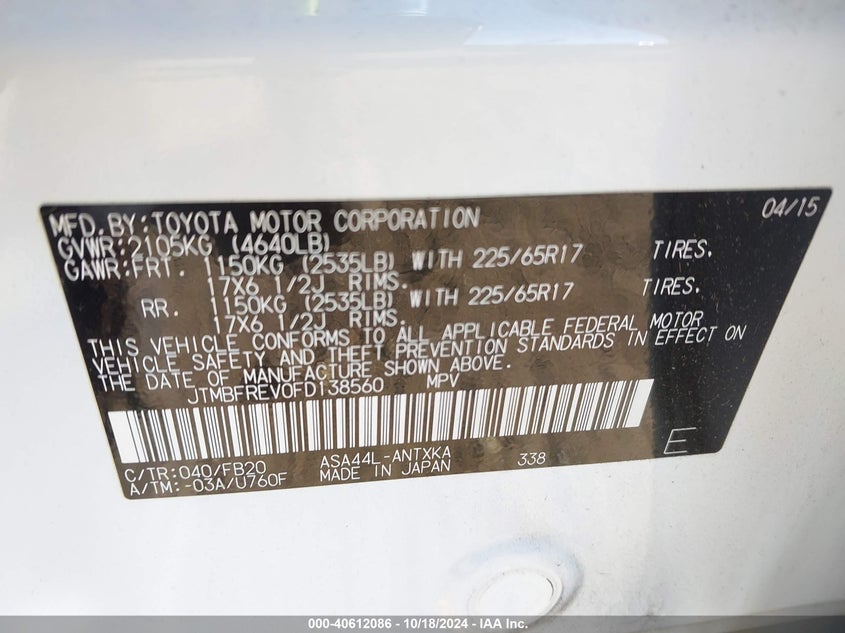 MFD. BY: TOYOTA MOTOR CORPORATION 04/15
GVWR: 2105KG (4640LB)
GAWR: FRT. 1150KG (2535LB) WITH 225/65R17 TIRES.
17X6 1/2J RIMS.
RR. 1150KG (2535LB) WITH 225/65R17 TIRES.
17X6 1/2J RIMS.
THIS VEHICLE CONFORMS TO ALL APPLICABLE FEDERAL MOTOR
VEHICLE SAFETY AND THEFT PREVENTION STANDARDS IN EFFECT ON
THE DATE OF MANUFACTURE SHOWN ABOVE.
JTMBFREV0FD138560 MPV
C/TR: 040/FB20 ASA44L-ANTXKA 338 E
A/TM: -03A/U760F MADE IN JAPAN
000-40612086 - 10/18/2024 - IAA Inc.